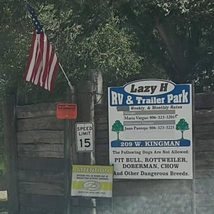 Lazy H
RV & Trailer Park
Weekly & Monthly Rates
SPEED
LIMIT
15
209 W. KINGMAN
The Following Dogs Are Not Allowed
PIT BULL, ROTTWEILER,
DOBERMAN, CHOW
And Other Dangerous Breeds.